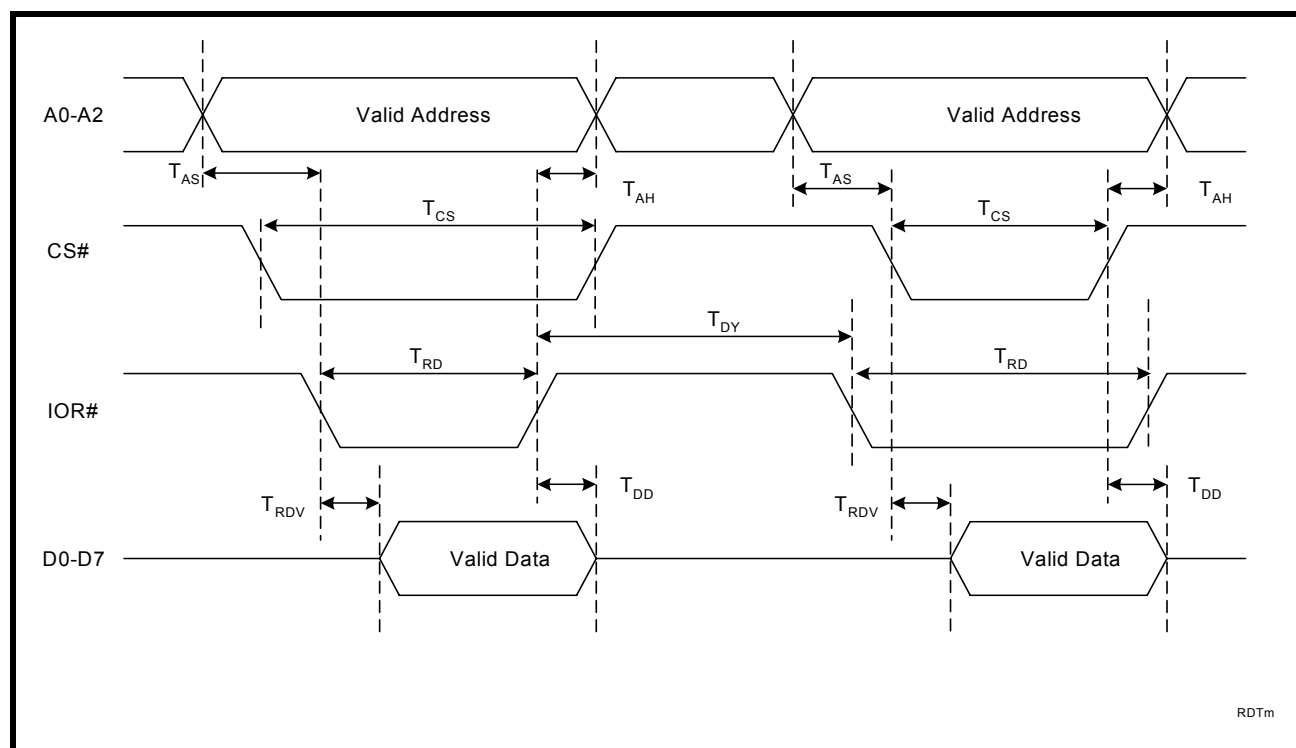 A0-A2
Valid Address
Valid Address
TAS
TAH
TAS
TAH
TCS
TCS
CS#
TDY
TRD
TRD
IOR#
TRDV
TDD
TRDV
TDD
D0-D7
Valid Data
Valid Data
RDTm